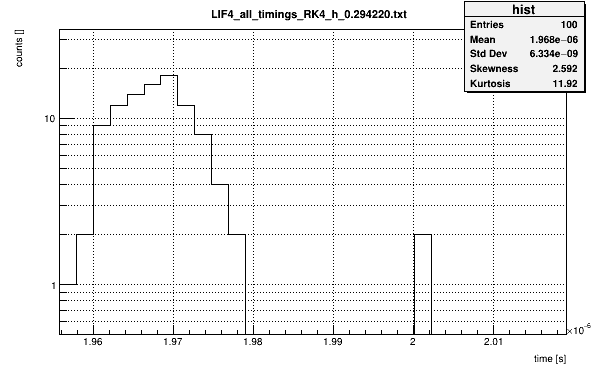 LIF4_all_timings_RK4_h_0.294220.txt
hist
Entries 100
Mean 1.968e−06
Std Dev 6.334e−09
Skewness 2.592
Kurtosis 11.92
counts []
10
1
1.96 1.97 1.98 1.99 2 2.01
×10−6
time [s]